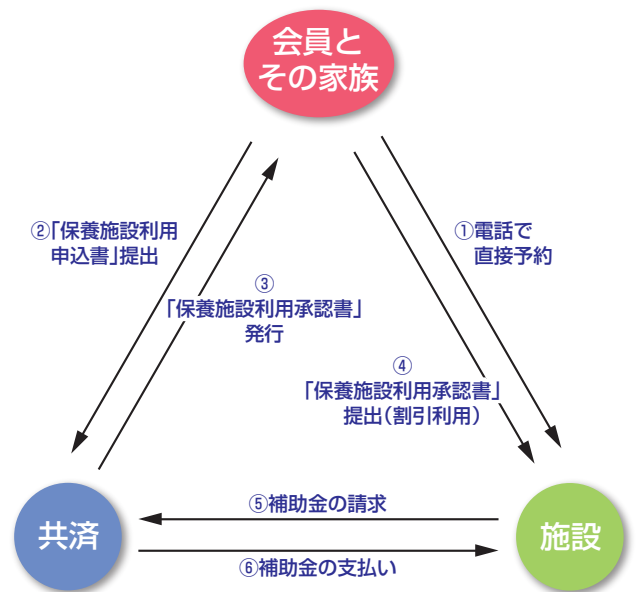 会員と
その家族
②「保養施設利用
申込書」提出
①電話で
直接予約
③
「保養施設利用承認書」
発行
④
「保養施設利用承認書」
提出(割引利用)
共済
⑤補助金の請求
⑥補助金の支払い
施設